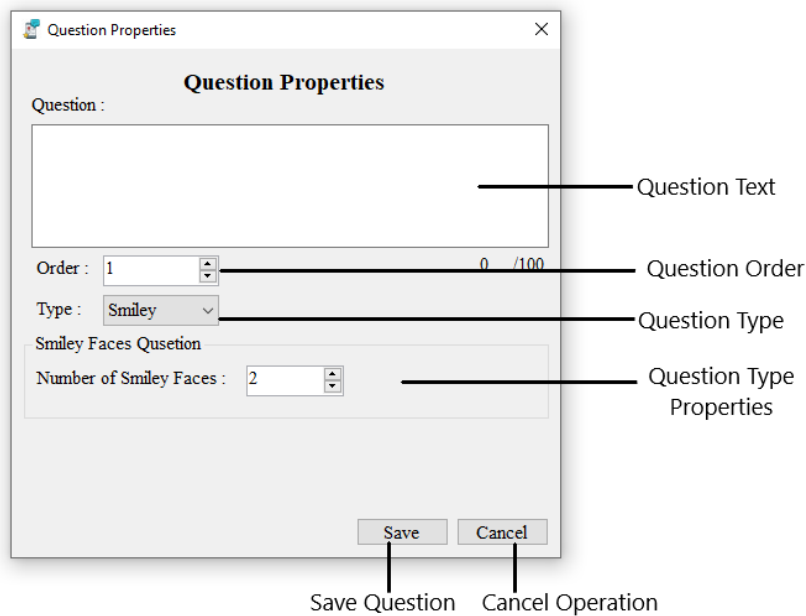 Question Properties
Question Properties
Question :
Question Text
Order : 1
0 /100
Question Order
Type : Smiley
Question Type
Smiley Faces Qusetion
Number of Smiley Faces : 2
Question Type
Properties
Save Cancel
Save Question Cancel Operation